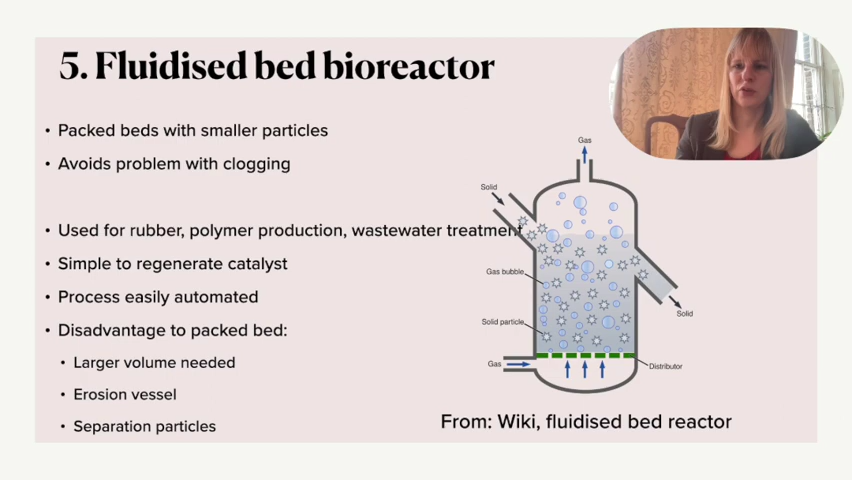 5. Fluidised bed bioreactor
• Packed beds with smaller particles
• Avoids problem with clogging
• Used for rubber, polymer production, wastewater treatment
• Simple to regenerate catalyst
• Process easily automated
• Disadvantage to packed bed:
• Larger volume needed
• Erosion vessel
• Separation particles
Gas
Solid
Gas bubble
Solid particle
Gas
Solid
Distributor
From: Wiki, fluidised bed reactor